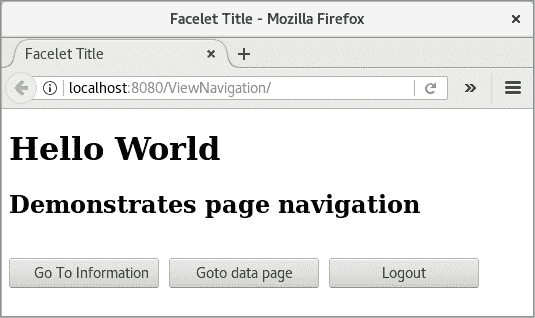 Facelet Title - Mozilla Firefox
Facelet Title
localhost:8080/ViewNavigation/
Hello World
Demonstrates page navigation
Go To Information Goto data page Logout